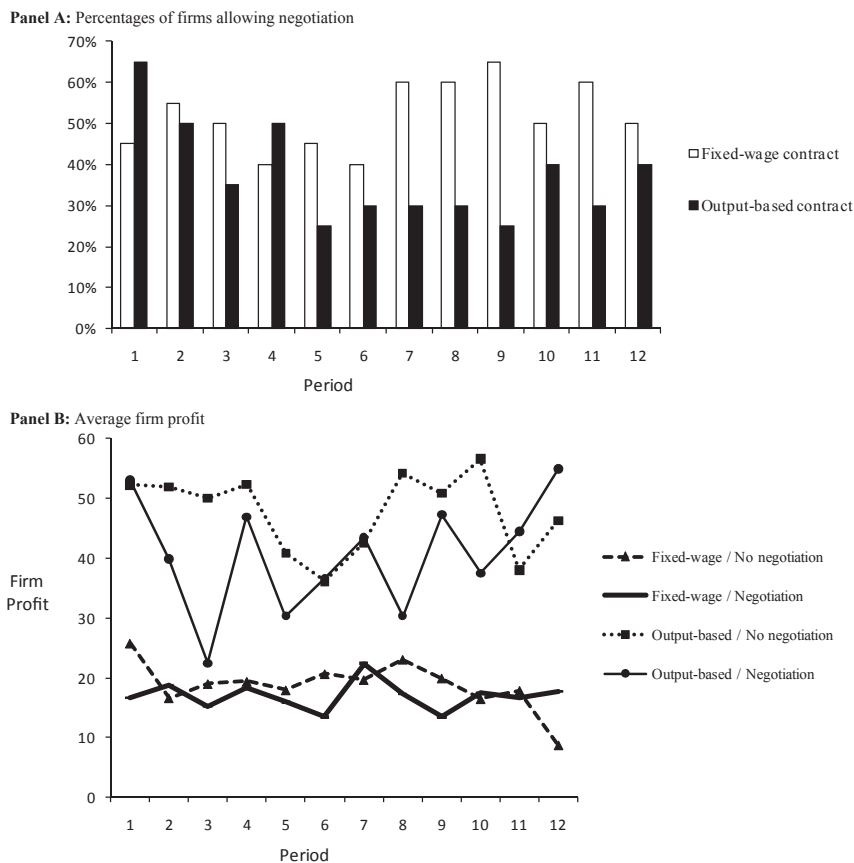 Panel A: Percentages of firms allowing negotiation
70%
60%
50%
40%
30%
20%
10%
0%
1 2 3 4 5 6 7 8 9 10 11 12
Period
Fixed-wage contract
Output-based contract
Panel B: Average firm profit
60
50
40
30
20
10
0
Firm
Profit
1 2 3 4 5 6 7 8 9 10 11 12
Period
Fixed-wage / No negotiation
Fixed-wage / Negotiation
Output-based / No negotiation
Output-based / Negotiation